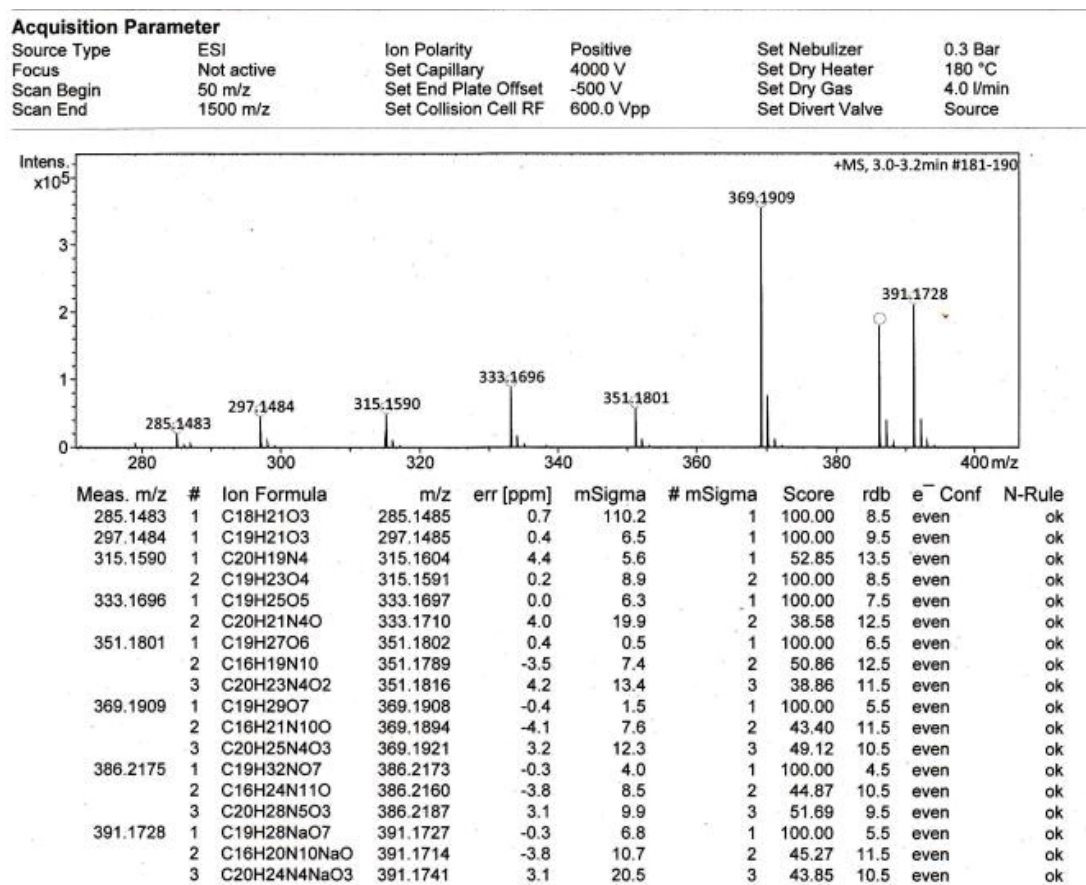 Acquisition Parameter
Source Type ESI Ion Polarity Positive Set Nebulizer 0.3 Bar
Focus Not active Set Capillary 4000 V Set Dry Heater 180 °C
Scan Begin 50 m/z Set End Plate Offset -500 V Set Dry Gas 4.0 l/min
Scan End 1500 m/z Set Collision Cell RF 600.0 Vpp Set Divert Valve Source
Intens.
x10⁵
+MS, 3.0-3.2min #181-190
369.1909
3
391.1728
2
333.1696
1
351.1801
315.1590
297.1484
285.1483
0
280 300 320 340 360 380 400 m/z
Meas. m/z # Ion Formula m/z err [ppm] mSigma # mSigma Score rdb e⁻ Conf N-Rule
285.1483 1 C18H21O3 285.1485 0.7 110.2 1 100.00 8.5 even ok
297.1484 1 C19H21O3 297.1485 0.4 6.5 1 100.00 9.5 even ok
315.1590 1 C20H19N4 315.1604 4.4 5.6 1 52.85 13.5 even ok
2 C19H23O4 315.1591 0.2 8.9 2 100.00 8.5 even ok
333.1696 1 C19H25O5 333.1697 0.0 6.3 1 100.00 7.5 even ok
2 C20H21N4O 333.1710 4.0 19.9 2 38.58 12.5 even ok
351.1801 1 C19H27O6 351.1802 0.4 0.5 1 100.00 6.5 even ok
2 C16H19N10 351.1789 -3.5 7.4 2 50.86 12.5 even ok
3 C20H23N4O2 351.1816 4.2 13.4 3 38.86 11.5 even ok
369.1909 1 C19H29O7 369.1908 -0.4 1.5 1 100.00 5.5 even ok
2 C16H21N10O 369.1894 -4.1 7.6 2 43.40 11.5 even ok
3 C20H25N4O3 369.1921 3.2 12.3 3 49.12 10.5 even ok
386.2175 1 C19H32NO7 386.2173 -0.3 4.0 1 100.00 4.5 even ok
2 C16H24N11O 386.2160 -3.8 8.5 2 44.87 10.5 even ok
3 C20H28N5O3 386.2187 3.1 9.9 3 51.69 9.5 even ok
391.1728 1 C19H28NaO7 391.1727 -0.3 6.8 1 100.00 5.5 even ok
2 C16H20N10NaO 391.1714 -3.8 10.7 2 45.27 11.5 even ok
3 C20H24N4NaO3 391.1741 3.1 20.5 3 43.85 10.5 even ok